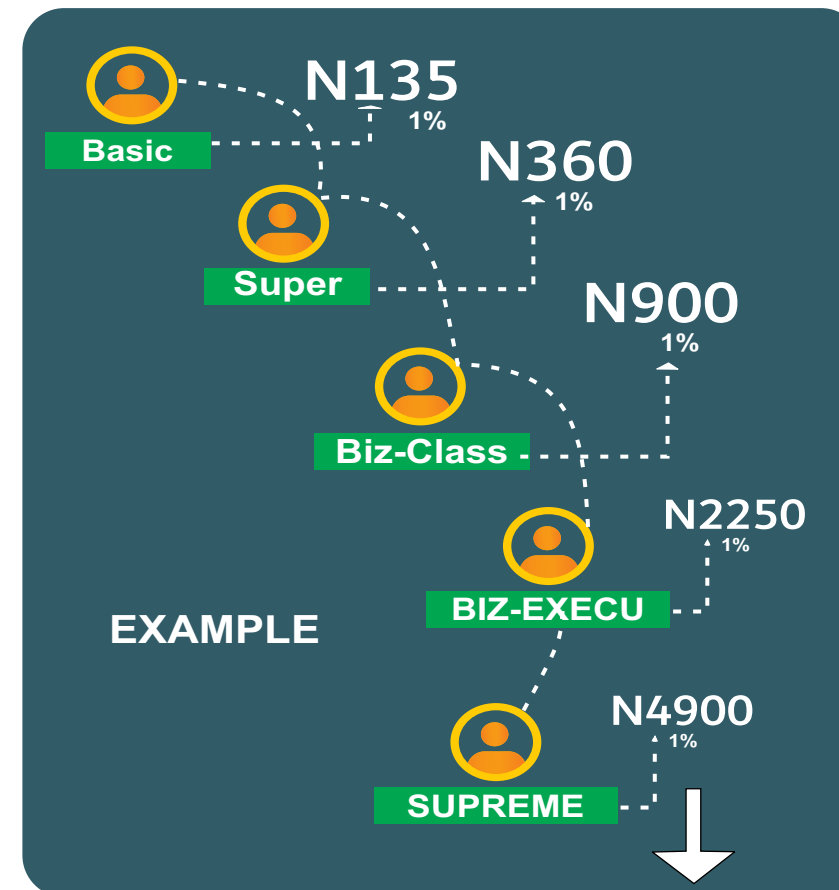 N135
1%
Basic
N360
1%
Super
N900
1%
Biz-Class
N2250
1%
BIZ-EXECU
EXAMPLE
N4900
1%
SUPREME